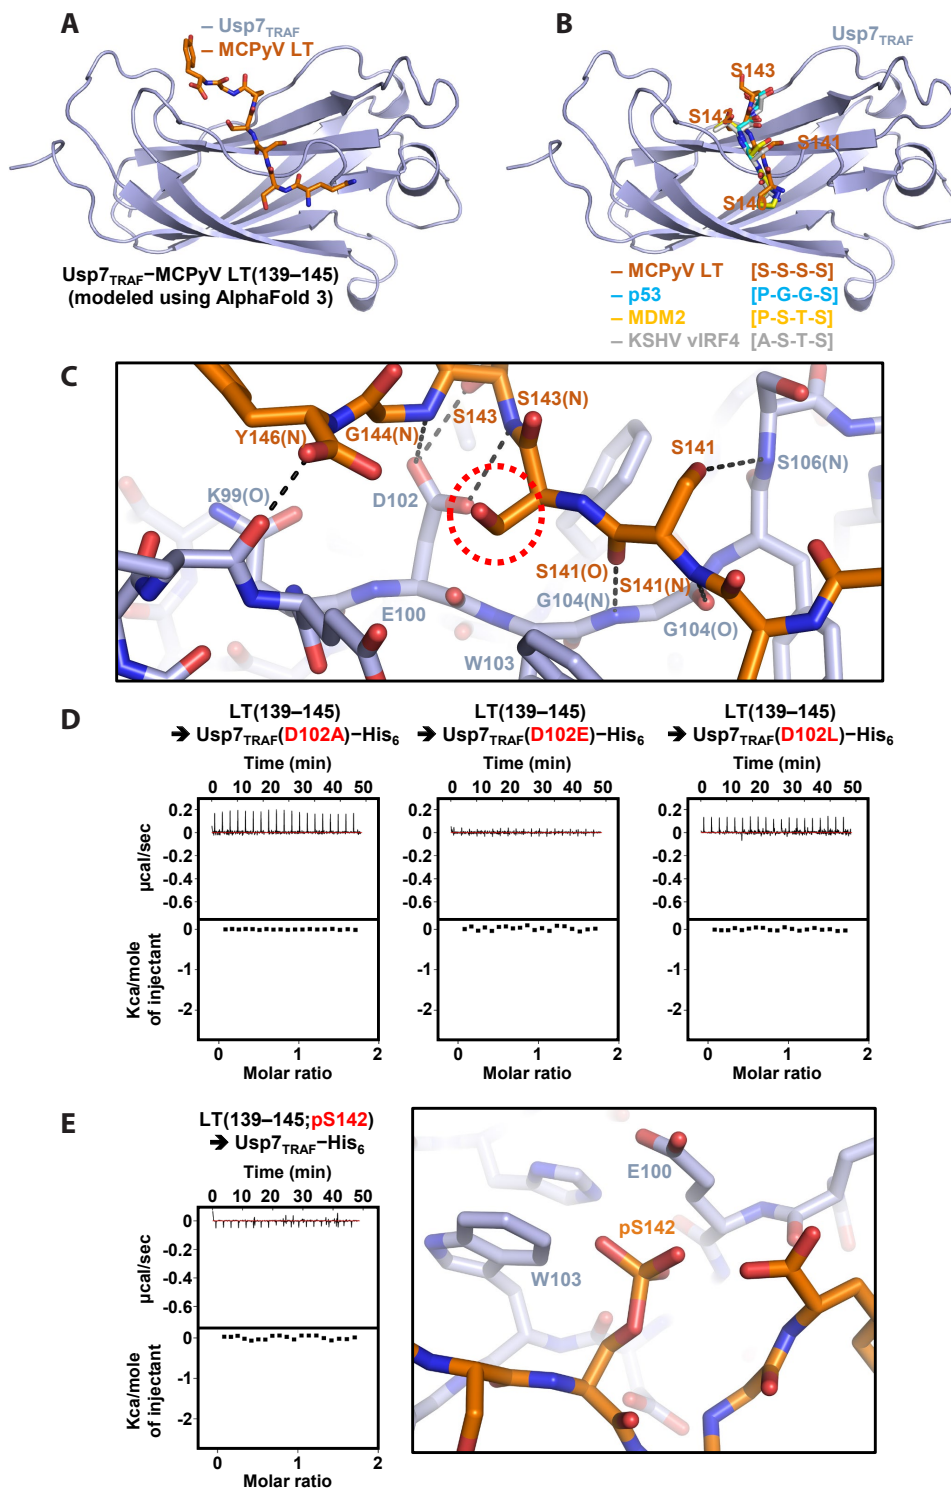 A
– Usp7TRAF
– MCPyV LT
Usp7TRAF–MCPyV LT(139–145)
(modeled using AlphaFold 3)
B
Usp7TRAF
S143
S142
S141
S140
– MCPyV LT [S-S-S-S]
– p53 [P-G-G-S]
– MDM2 [P-S-T-S]
– KSHV vIRF4 [A-S-T-S]
C
Y146(N)
G144(N)
S143
S143(N)
S141
S106(N)
K99(O)
D102
E100
W103
S141(O)
S141(N)
G104(N)
G104(O)
D
LT(139–145)
➔ Usp7TRAF(D102A)–His6
Time (min)
0 10 20 30 40 50
0.2
0
-0.2
-0.4
-0.6
µcal/sec
0
-1
-2
Kca/mole
of injectant
0 1 2
Molar ratio
LT(139–145)
➔ Usp7TRAF(D102E)–His6
Time (min)
0 10 20 30 40 50
0 1 2
Molar ratio
LT(139–145)
➔ Usp7TRAF(D102L)–His6
Time (min)
0 10 20 30 40 50
0 1 2
Molar ratio
E
LT(139–145;pS142)
➔ Usp7TRAF–His6
Time (min)
0 10 20 30 40 50
0
-0.2
-0.4
-0.6
µcal/sec
0
-1
-2
Kca/mole
of injectant
0 1 2
Molar ratio
E100
pS142
W103